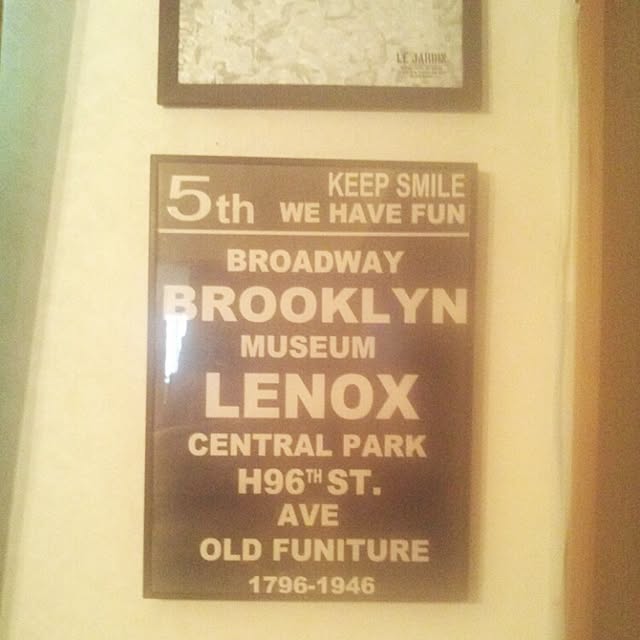 LE JARDIN
5th KEEP SMILE
WE HAVE FUN
BROADWAY
BROOKLYN
MUSEUM
LENOX
CENTRAL PARK
H96TH ST.
AVE
OLD FUNITURE
1796-1946